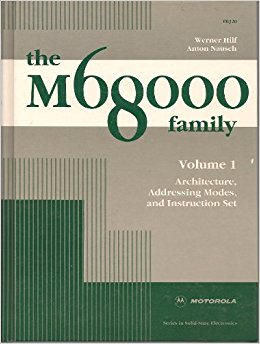 Werner Hilf
Anton Nausch
the
M68000
family
Volume 1
Architecture,
Addressing Modes,
and Instruction Set
MOTOROLA
Series in Solid-State Electronics